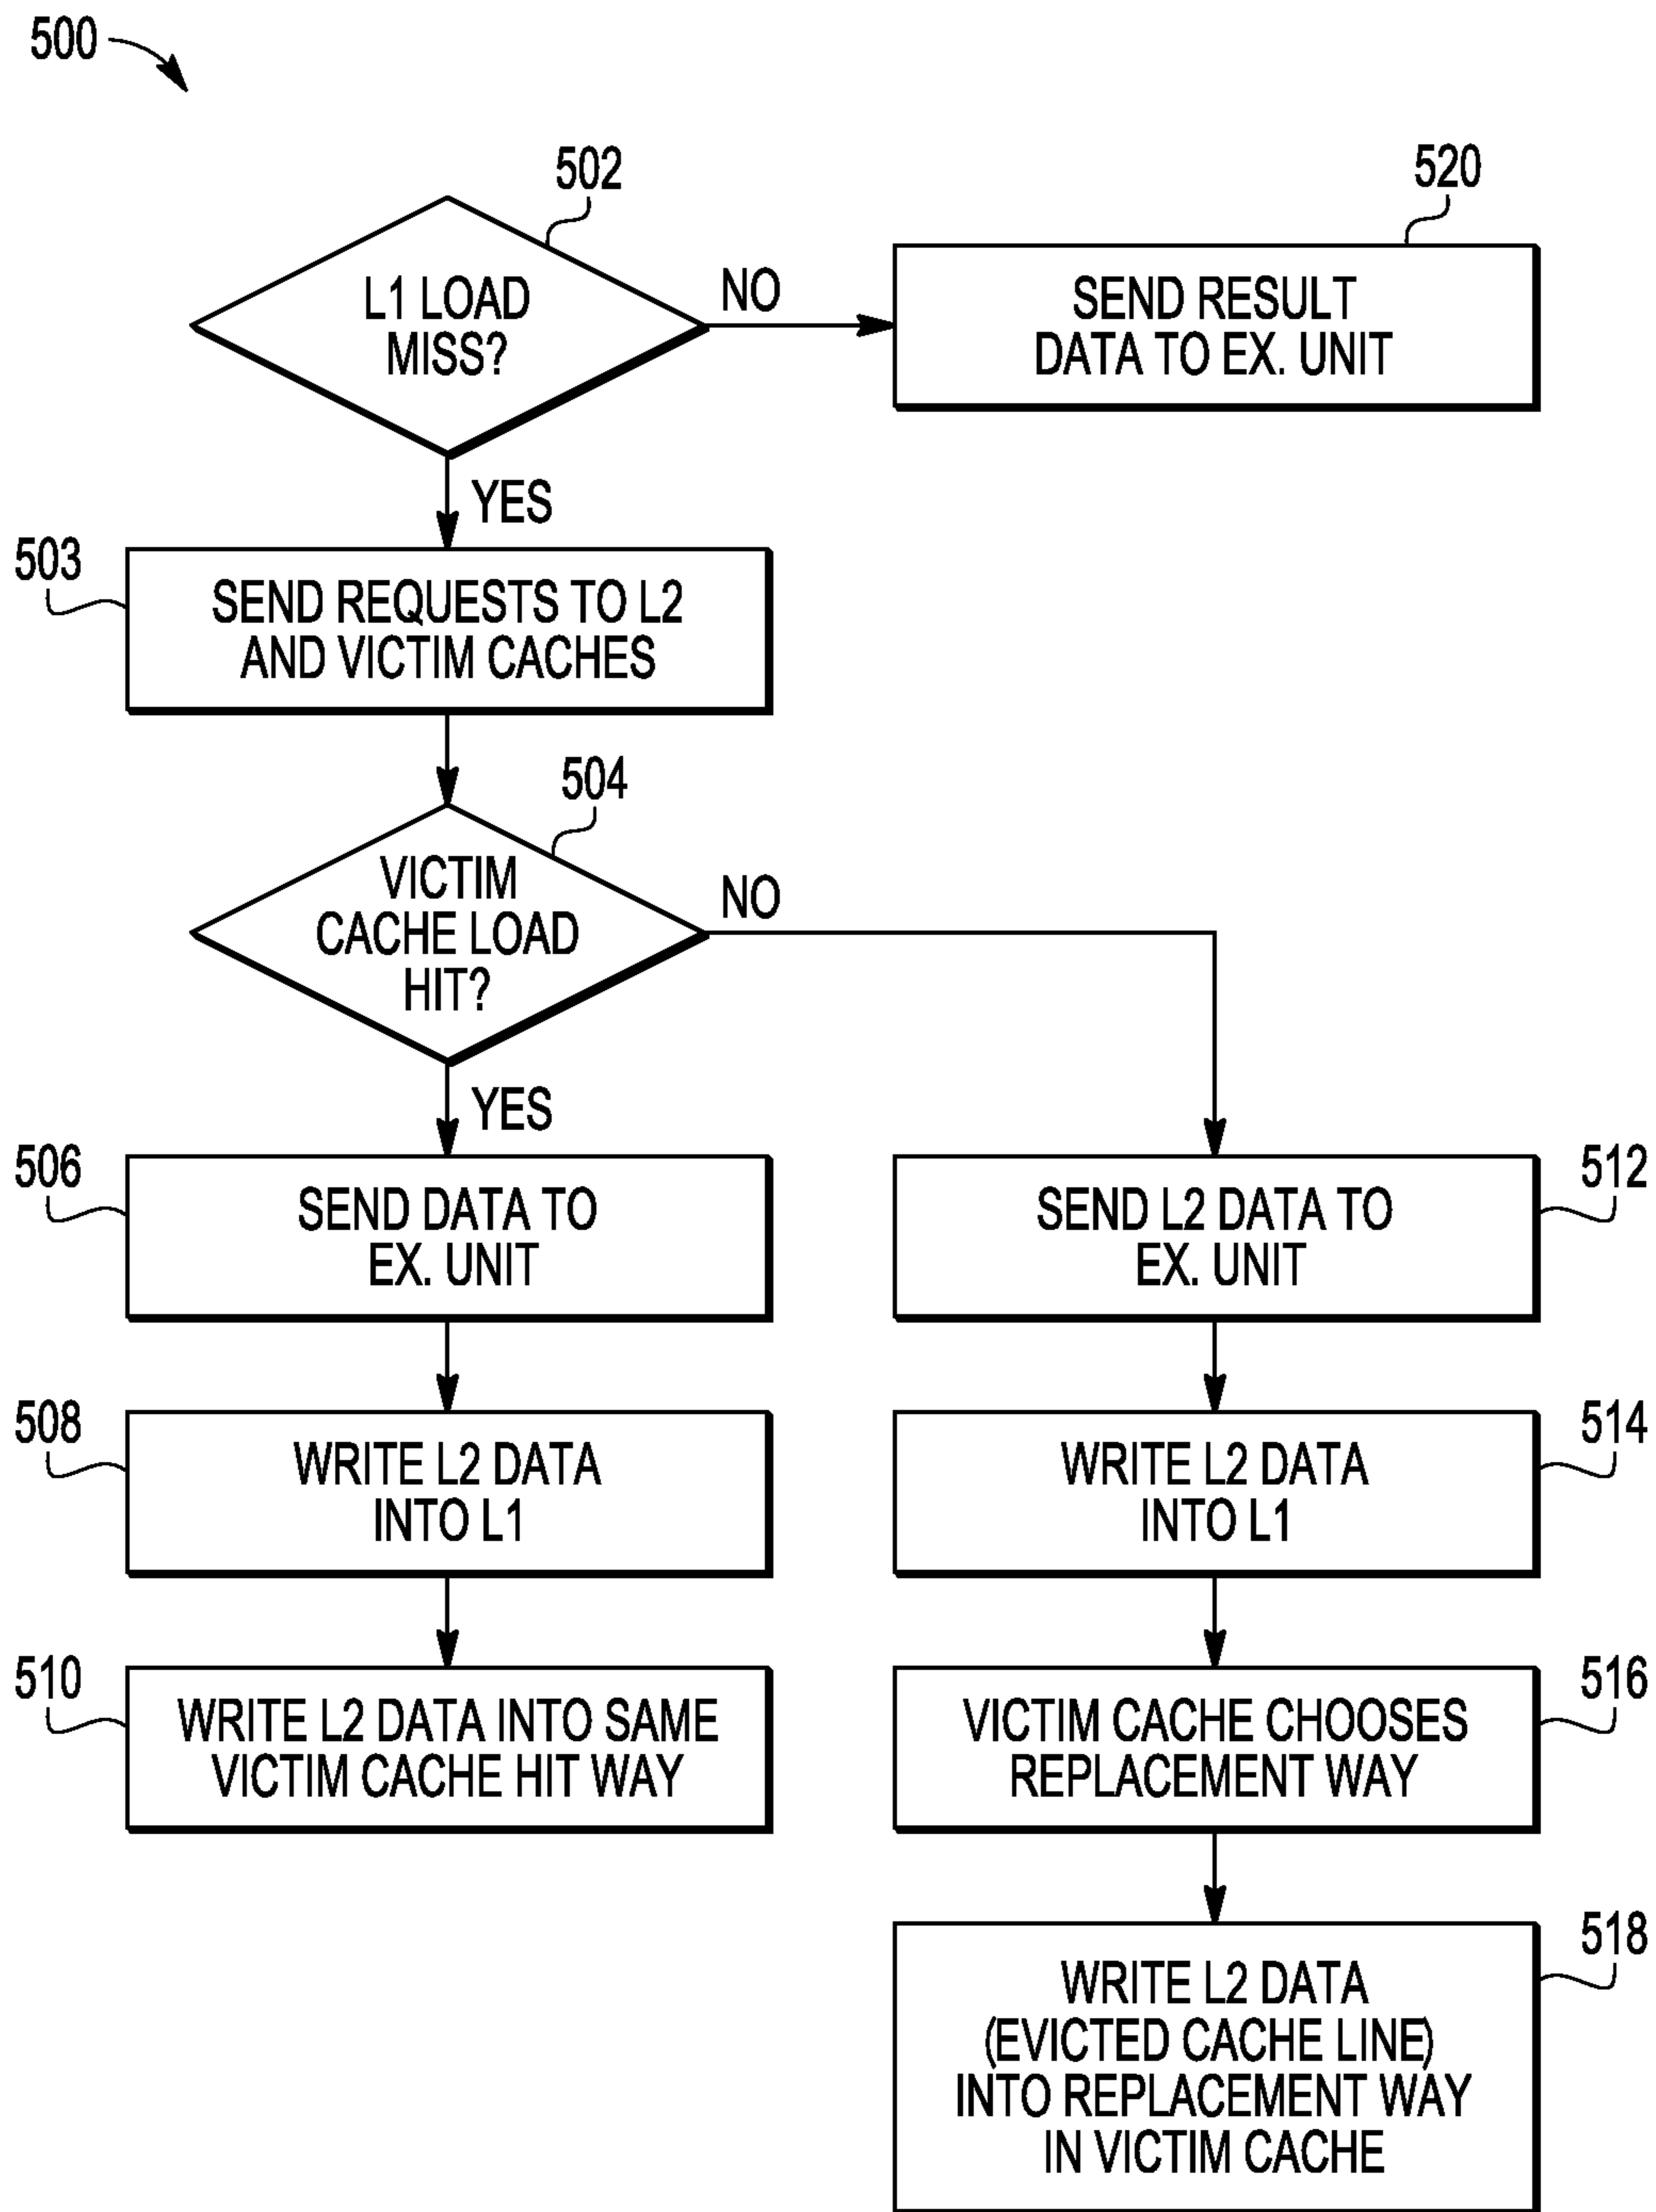 500
502
520
L1 LOAD
MISS?
NO
SEND RESULT
DATA TO EX. UNIT
YES
503
SEND REQUESTS TO L2
AND VICTIM CACHES
504
VICTIM
CACHE LOAD
HIT?
NO
YES
506
SEND DATA TO
EX. UNIT
512
SEND L2 DATA TO
EX. UNIT
508
WRITE L2 DATA
INTO L1
514
WRITE L2 DATA
INTO L1
510
WRITE L2 DATA INTO SAME
VICTIM CACHE HIT WAY
516
VICTIM CACHE CHOOSES
REPLACEMENT WAY
518
WRITE L2 DATA
(EVICTED CACHE LINE)
INTO REPLACEMENT WAY
IN VICTIM CACHE